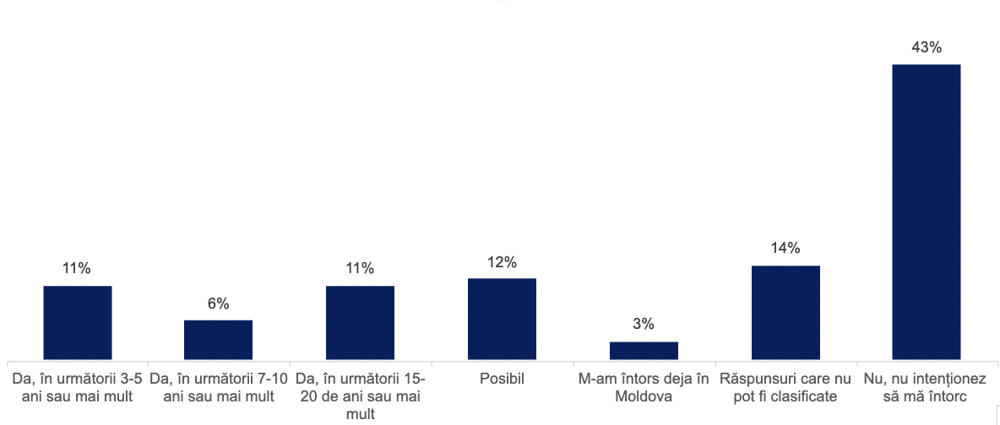 43%
14%
12%
11%
11%
6%
3%
Da, în următorii 3-5
ani sau mai mult
Da, în următorii 7-10
ani sau mai mult
Da, în următorii 15-
20 de ani sau mai
mult
Posibil
M-am întors deja în
Moldova
Răspunsuri care nu
pot fi clasificate
Nu, nu intenționez
să mă întorc